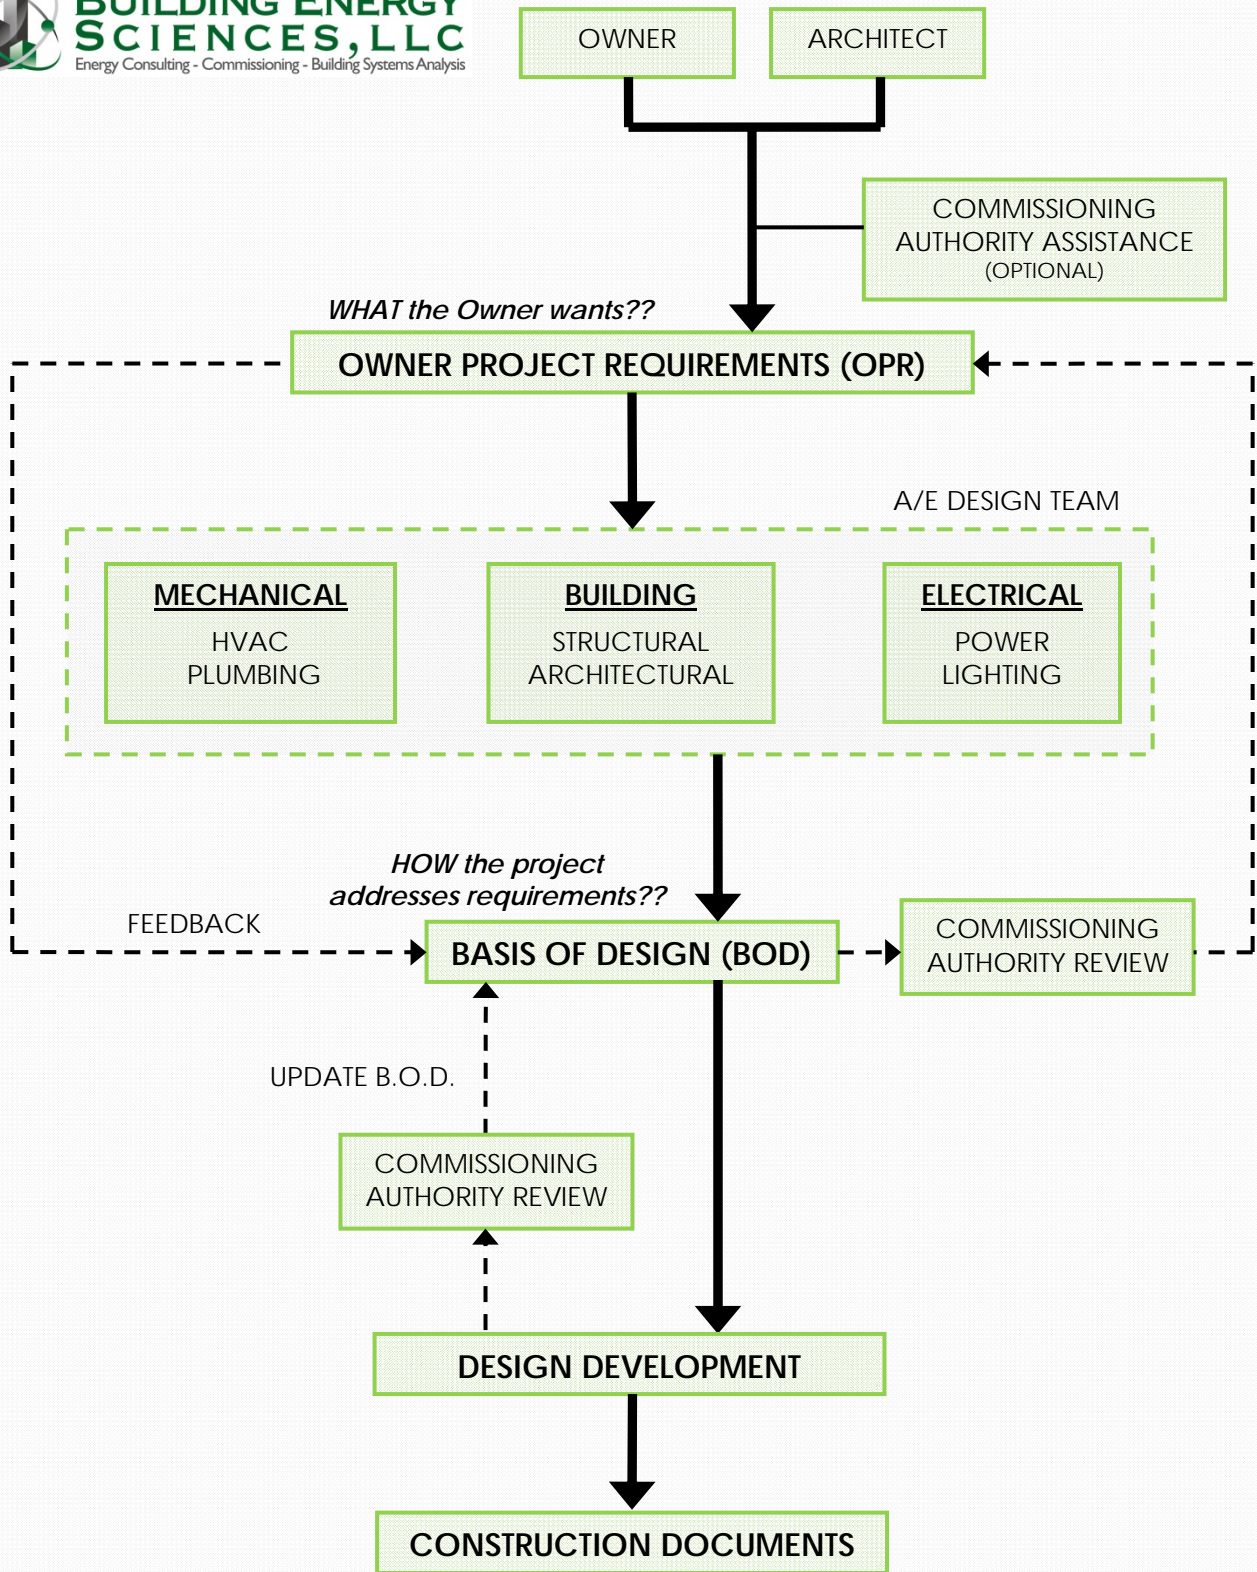 BUILDING ENERGY
SCIENCES, LLC
Energy Consulting - Commissioning - Building Systems Analysis
OWNER
ARCHITECT
COMMISSIONING
AUTHORITY ASSISTANCE
(OPTIONAL)
WHAT the Owner wants??
OWNER PROJECT REQUIREMENTS (OPR)
A/E DESIGN TEAM
MECHANICAL
HVAC
PLUMBING
BUILDING
STRUCTURAL
ARCHITECTURAL
ELECTRICAL
POWER
LIGHTING
HOW the project
addresses requirements??
FEEDBACK
BASIS OF DESIGN (BOD)
COMMISSIONING
AUTHORITY REVIEW
UPDATE B.O.D.
COMMISSIONING
AUTHORITY REVIEW
DESIGN DEVELOPMENT
CONSTRUCTION DOCUMENTS